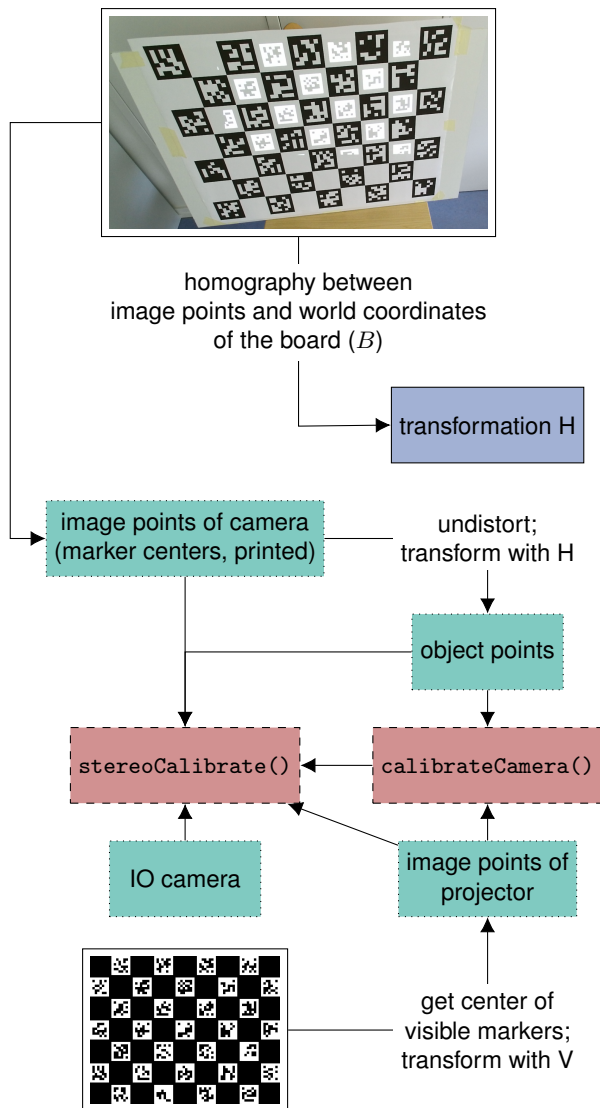 homography between
image points and world coordinates
of the board (B)
transformation H
image points of camera
(marker centers, printed)
undistort;
transform with H
object points
stereoCalibrate()
calibrateCamera()
IO camera
image points of
projector
get center of
visible markers;
transform with V